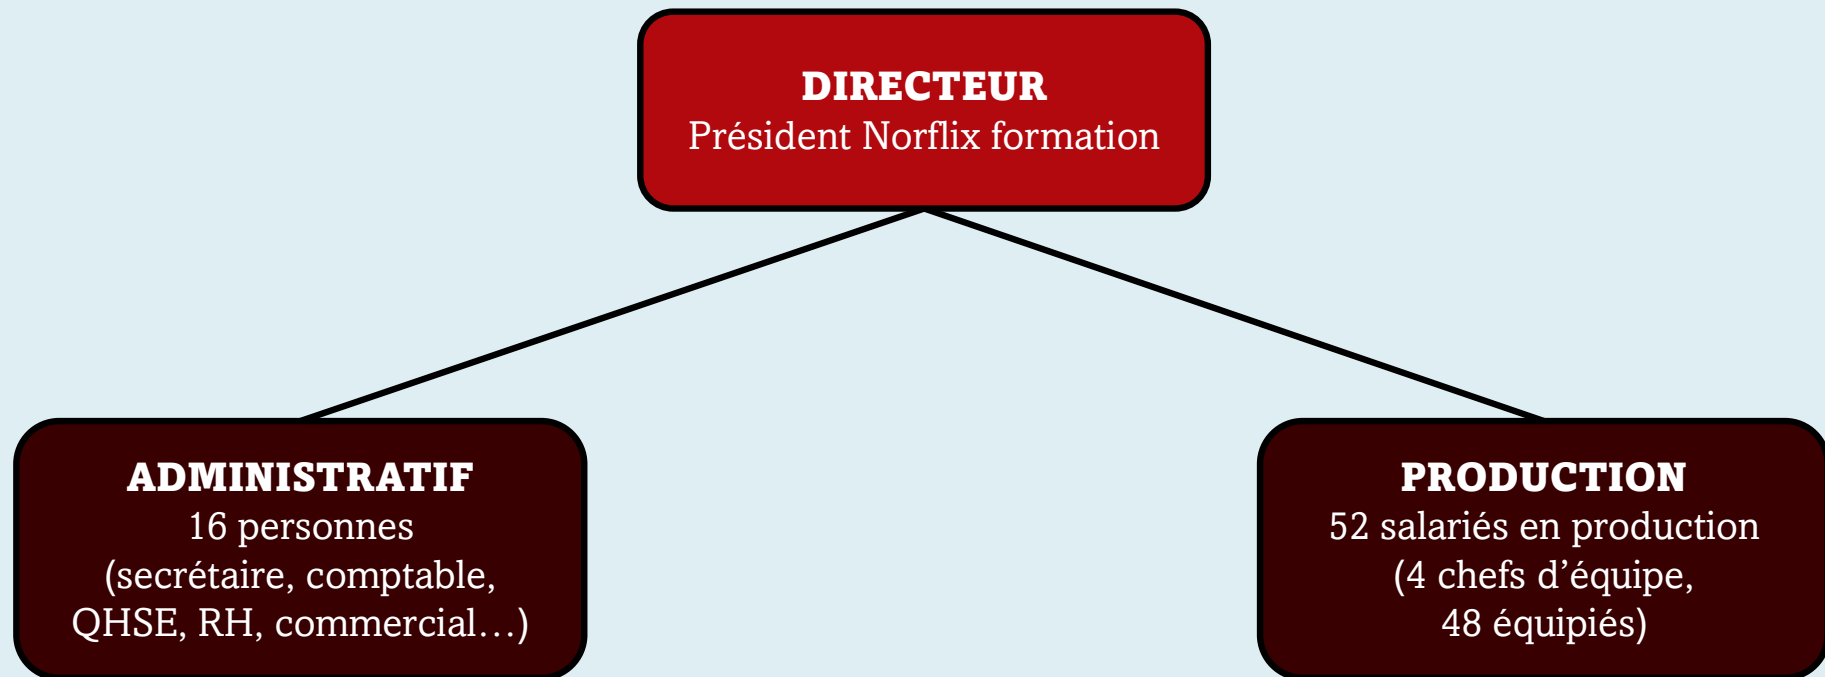 DIRECTEUR
Président Norflix formation
ADMINISTRATIF
16 personnes
(secrétaire, comptable,
QHSE, RH, commercial…)
PRODUCTION
52 salariés en production
(4 chefs d’équipe,
48 équipiés)